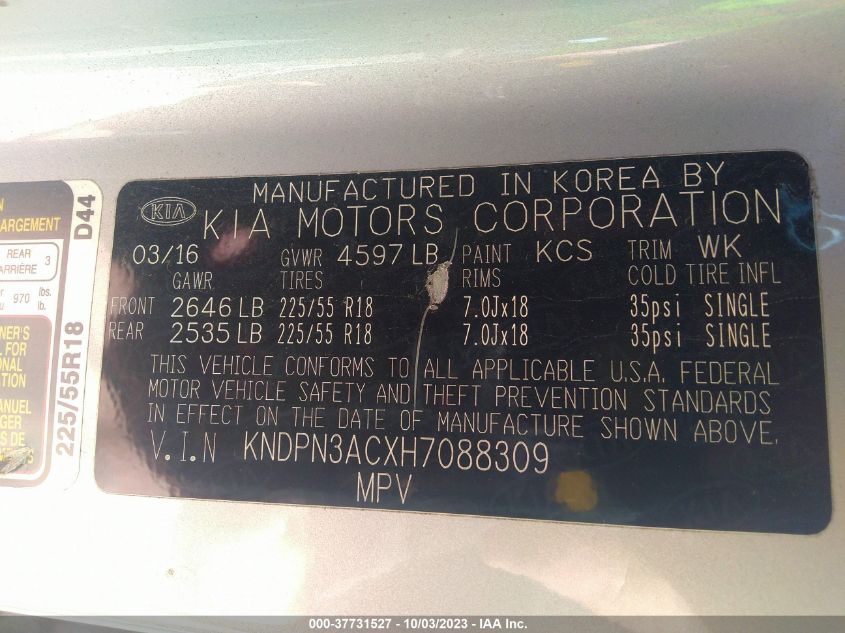 N
CHARGEMENT
REAR
ARRIÈRE 3
970 lbs.
lb.
NER'S
L FOR
ONAL
ATION
MANUEL
S DE
D44
225/55R18
MANUFACTURED IN KOREA BY
KIA KIA MOTORS CORPORATION
03/16 GVWR 4597 LB PAINT KCS TRIM WK
GAWR TIRES RIMS COLD TIRE INFL
FRONT 2646 LB 225/55 R18 7.0Jx18 35psi SINGLE
REAR 2535 LB 225/55 R18 7.0Jx18 35psi SINGLE
THIS VEHICLE CONFORMS TO ALL APPLICABLE U.S.A. FEDERAL
MOTOR VEHICLE SAFETY AND THEFT PREVENTION STANDARDS
IN EFFECT ON THE DATE OF MANUFACTURE SHOWN ABOVE.
V.I.N KNDPN3ACXH7088309
MPV
000-37731527 - 10/03/2023 - IAA Inc.